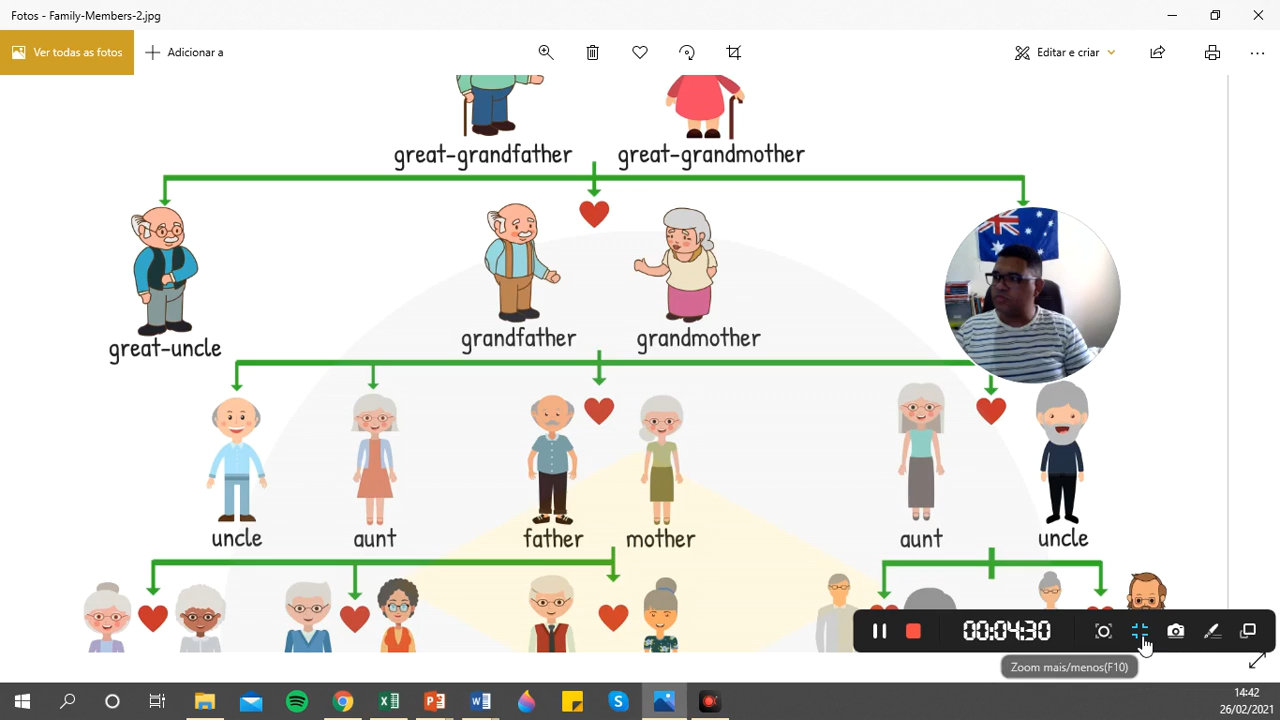 Fotos - Family-Members-2.jpg
Ver todas as fotos
Adicionar a
Editar e criar
great-grandfather great-grandmother
great-uncle
grandfather grandmother
uncle aunt father mother aunt uncle
00:04:30
Zoom mais/menos(F10)
14:42
26/02/2021